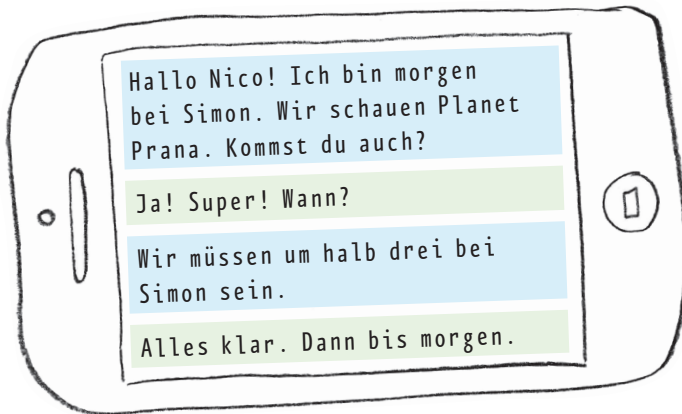 Hallo Nico! Ich bin morgen
bei Simon. Wir schauen Planet
Prana. Kommst du auch?
Ja! Super! Wann?
Wir müssen um halb drei bei
Simon sein.
Alles klar. Dann bis morgen.